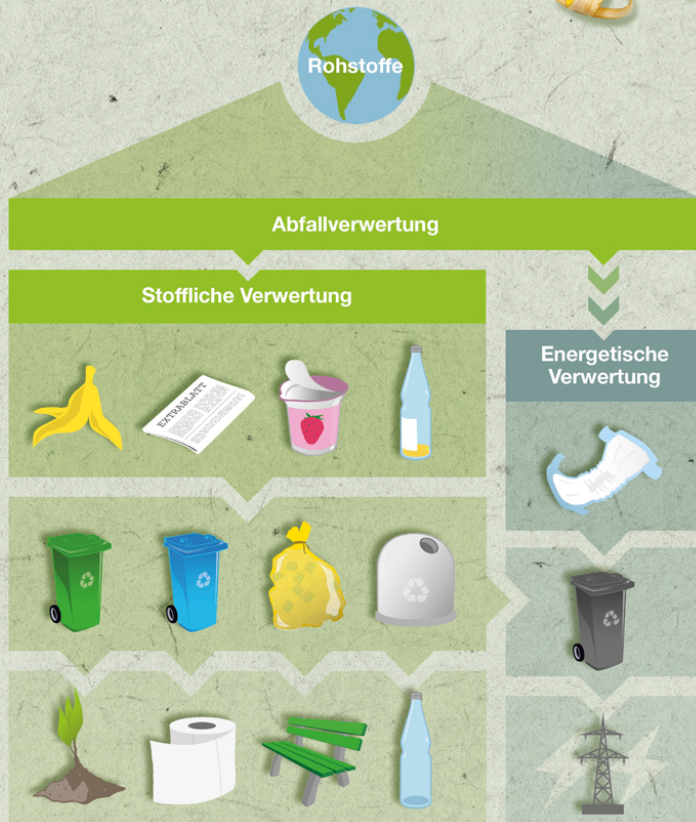 Rohstoffe
Abfallverwertung
Stoffliche Verwertung
Energetische
Verwertung
EXTRABLATT